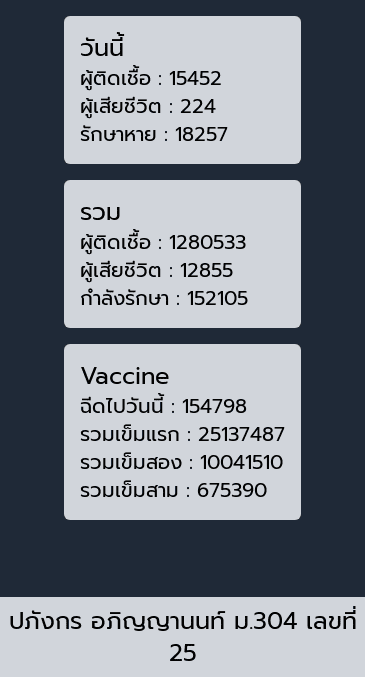 วันนี้
ผู้ติดเชื้อ : 15452
ผู้เสียชีวิต : 224
รักษาหาย : 18257
รวม
ผู้ติดเชื้อ : 1280533
ผู้เสียชีวิต : 12855
กำลังรักษา : 152105
Vaccine
ฉีดไปวันนี้ : 154798
รวมเข็มแรก : 25137487
รวมเข็มสอง : 10041510
รวมเข็มสาม : 675390
ปภังกร อภิญญานนท์ ม.304 เลขที่
25